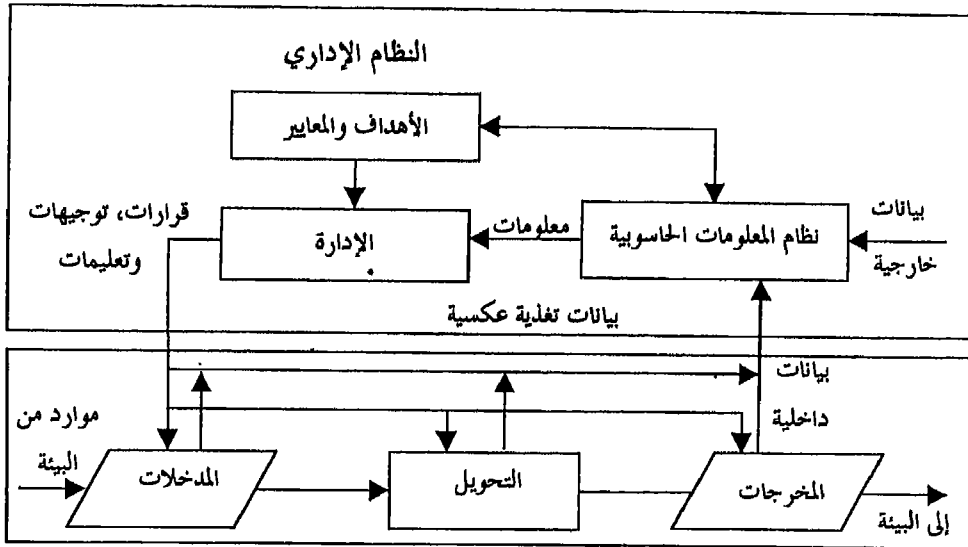 النظام الإداري
الأهداف والمعايير
قرارات، توجيهات
وتعليمات
الإدارة
معلومات
نظام المعلومات الحاسوبية
بيانات
خارجية
بيانات تغذية عكسية
بيانات
داخلية
موارد من
البيئة
المدخلات
التحويل
المخرجات
إلى البيئة